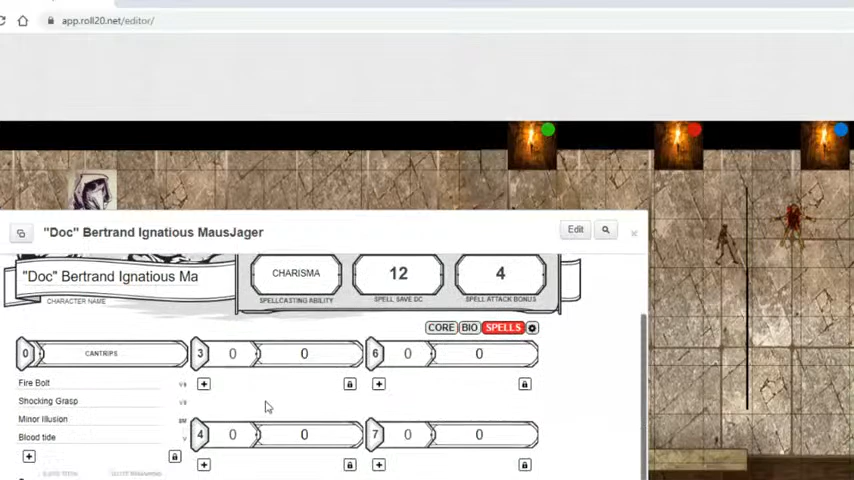 app.roll20.net/editor/
"Doc" Bertrand Ignatious MausJager
Edit
"Doc" Bertrand Ignatious Ma
CHARACTER NAME
CHARISMA
12
4
SPELLCASTING ABILITY
SPELL SAVE DC
SPELL ATTACK BONUS
CORE BIO SPELLS
0 CANTRIPS 3 0 0 6 0 0
Fire Bolt
Shocking Grasp
Minor Illusion
Blood tide
4 0 0 7 0 0